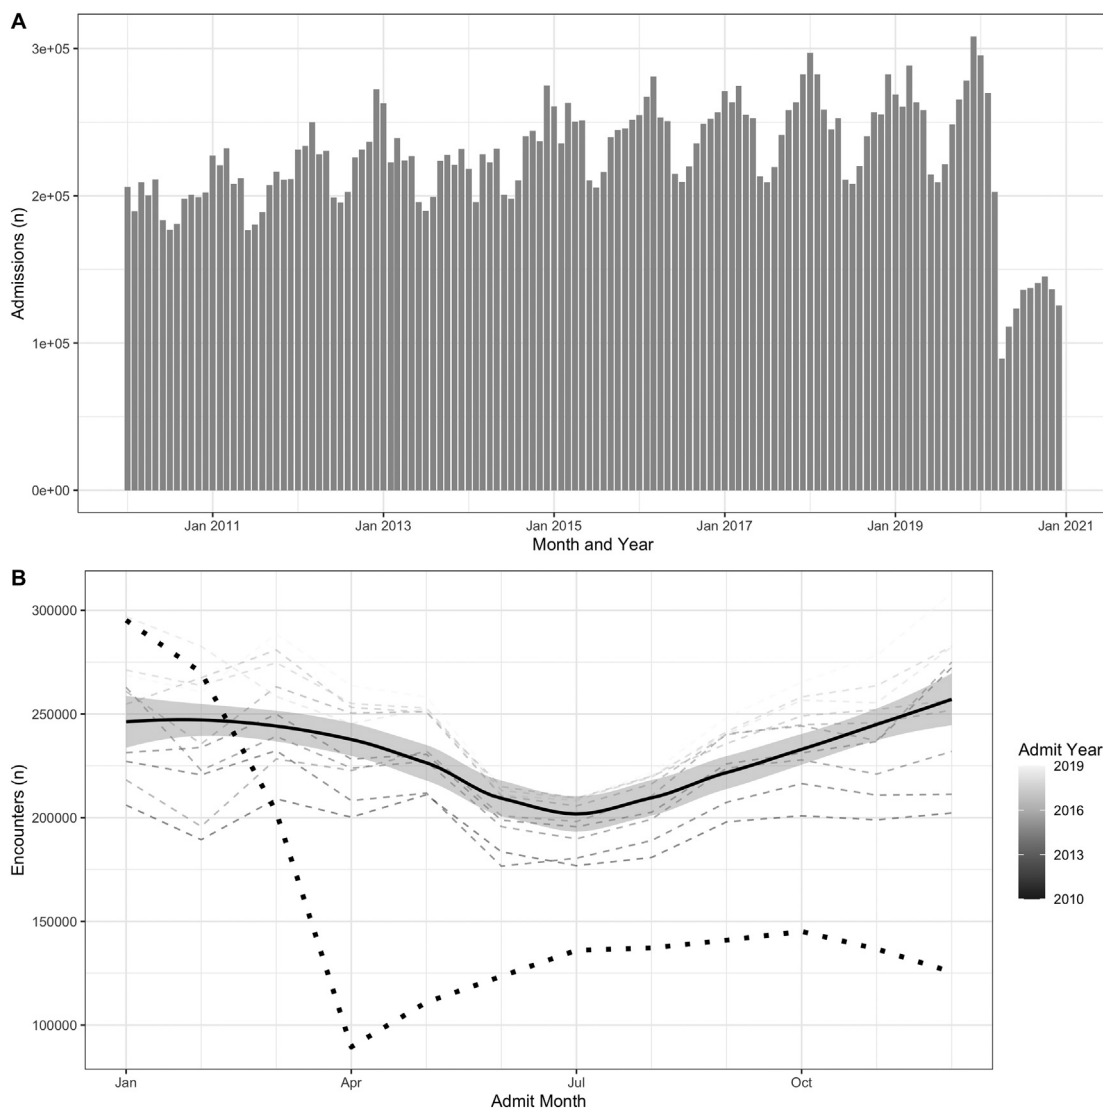 A
3e+05
2e+05
1e+05
0e+00
Admissions (n)
Jan 2011
Jan 2013
Jan 2015
Jan 2017
Jan 2019
Jan 2021
Month and Year
B
300000
250000
200000
150000
100000
Encounters (n)
Jan
Apr
Jul
Oct
Admit Month
Admit Year
2019
2016
2013
2010